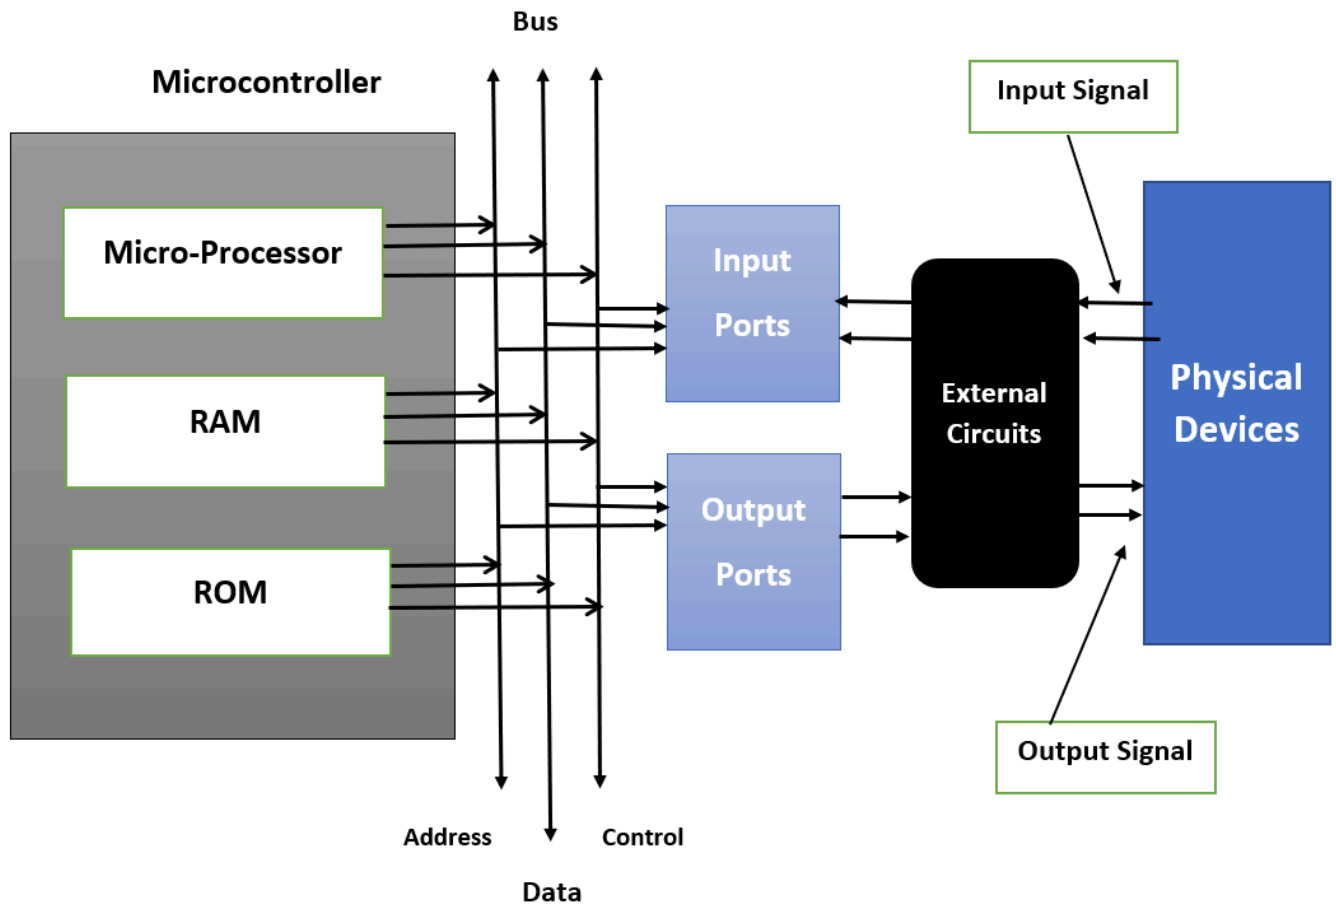 Bus
Microcontroller
Input Signal
Micro-Processor
Input
Ports
RAM
External
Circuits
Physical
Devices
Output
Ports
ROM
Output Signal
Address
Control
Data